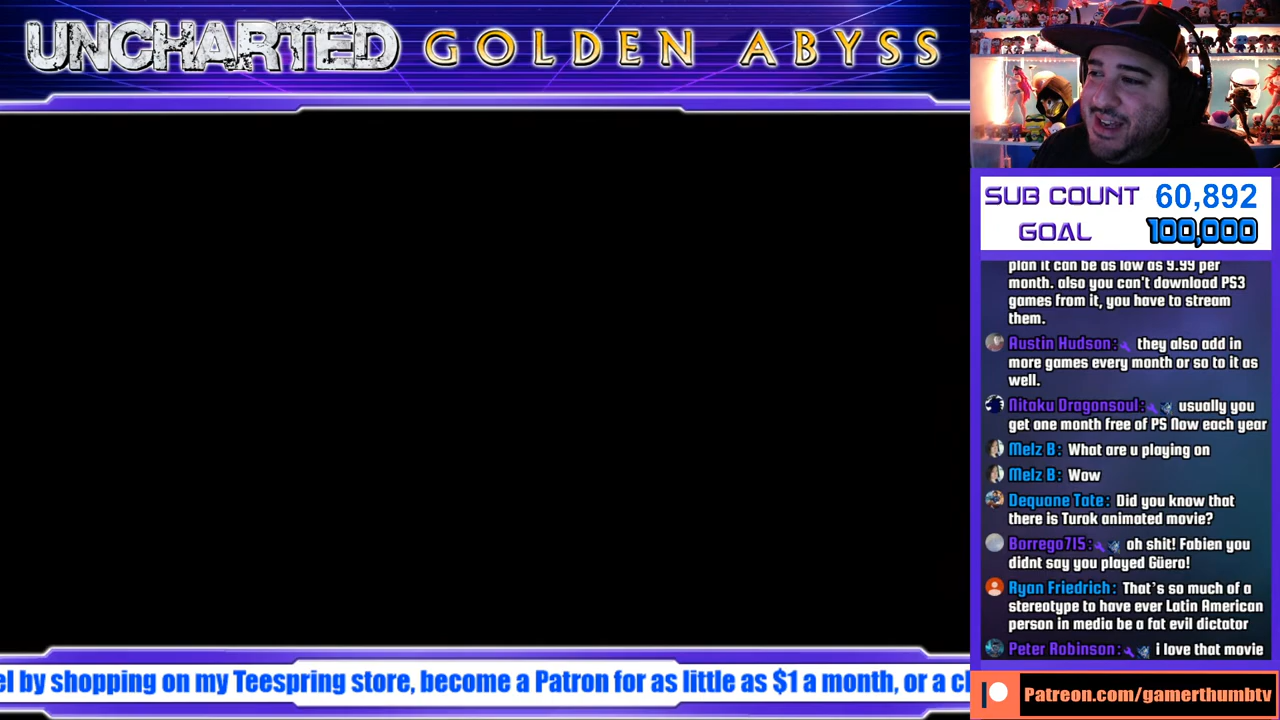 UNCHARTED GOLDEN ABYSS
SUB COUNT 60,892
GOAL 100,000
plan it can be as low as 9.99 per
month. also you can't download PS3
games from it, you have to stream
them.
Austin Hudson: they also add in
more games every month or so to it as
well.
Nitaku Dragonsoul: usually you
get one month free of PS Now each year
Melz B: What are u playing on
Melz B: Wow
Dequane Tate: Did you know that
there is Turok animated movie?
Borrego715: oh shit! Fabien you
didnt say you played Güero!
Ryan Friedrich: That's so much of a
stereotype to have ever Latin American
person in media be a fat evil dictator
Peter Robinson: i love that movie
el by shopping on my Teespring store, become a Patron for as little as $1 a month, or a cl
Patreon.com/gamerthumbtv